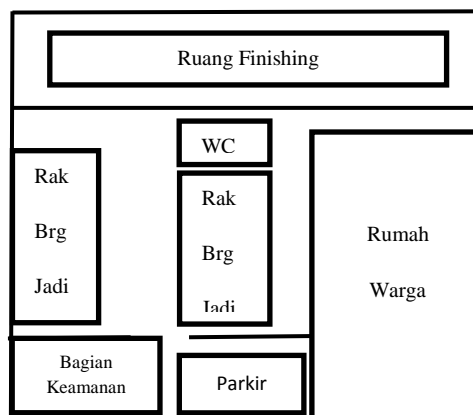 Ruang Finishing
WC
Rak
Brg
Jadi
Rak
Brg
Jadi
Rumah
Warga
Bagian
Keamanan
Parkir